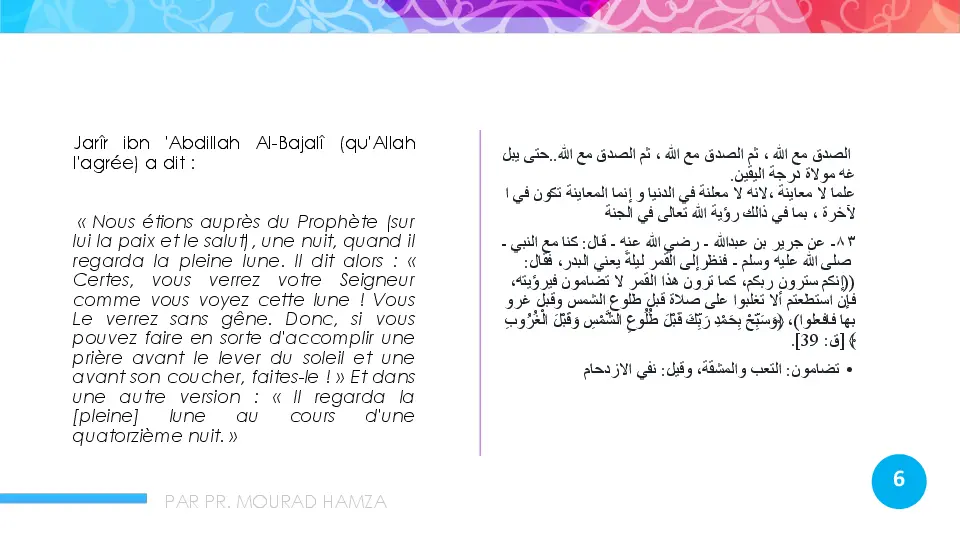 Jarîr ibn 'Abdillah Al-Bajalî (qu'Allah
l'agrée) a dit :
« Nous étions auprès du Prophète (sur
lui la paix et le salut), une nuit, quand il
regarda la pleine lune. Il dit alors : «
Certes, vous verrez votre Seigneur
comme vous voyez cette lune ! Vous
Le verrez sans gêne. Donc, si vous
pouvez faire en sorte d'accomplir une
prière avant le lever du soleil et une
avant son coucher, faites-le ! » Et dans
une autre version : « Il regarda la
[pleine] lune au cours d'une
quatorzième nuit. »
الصدق مع الله ، ثم الصدق مع الله ، ثم الصدق مع الله..حتى يبل
غه مولاة درجة اليقين.
علما لا معاينة ،لانه لا معلنة في الدنيا و إنما المعاينة تكون في ا
لآخرة ، بما في ذالك رؤية الله تعالى في الجنة
٨٣- عن جرير بن عبدالله - رضي الله عنه - قال: كنا مع النبي -
صلى الله عليه وسلم - فنظرإلى القمر ليلةً يعني البدر، فقال:
((إنكم سترون ربكم، كما ترون هذا القمر لا تضامون فيرؤيته،
فإن استطعتم ألا تغلبوا على صلاة قبل طلوع الشمس وقبل غرو
بها فافعلوا)، ﴿وَسَبِّحْ بِحَمْدِ رَبِّكَ قَبْلَ طُلُوعِ الشَّمْسِ وَقَبْلَ الْغُرُوبِ
﴾ [ق: 39].
• تضامون: التعب والمشقة، وقيل: نفي الازدحام
PAR PR. MOURAD HAMZA
6